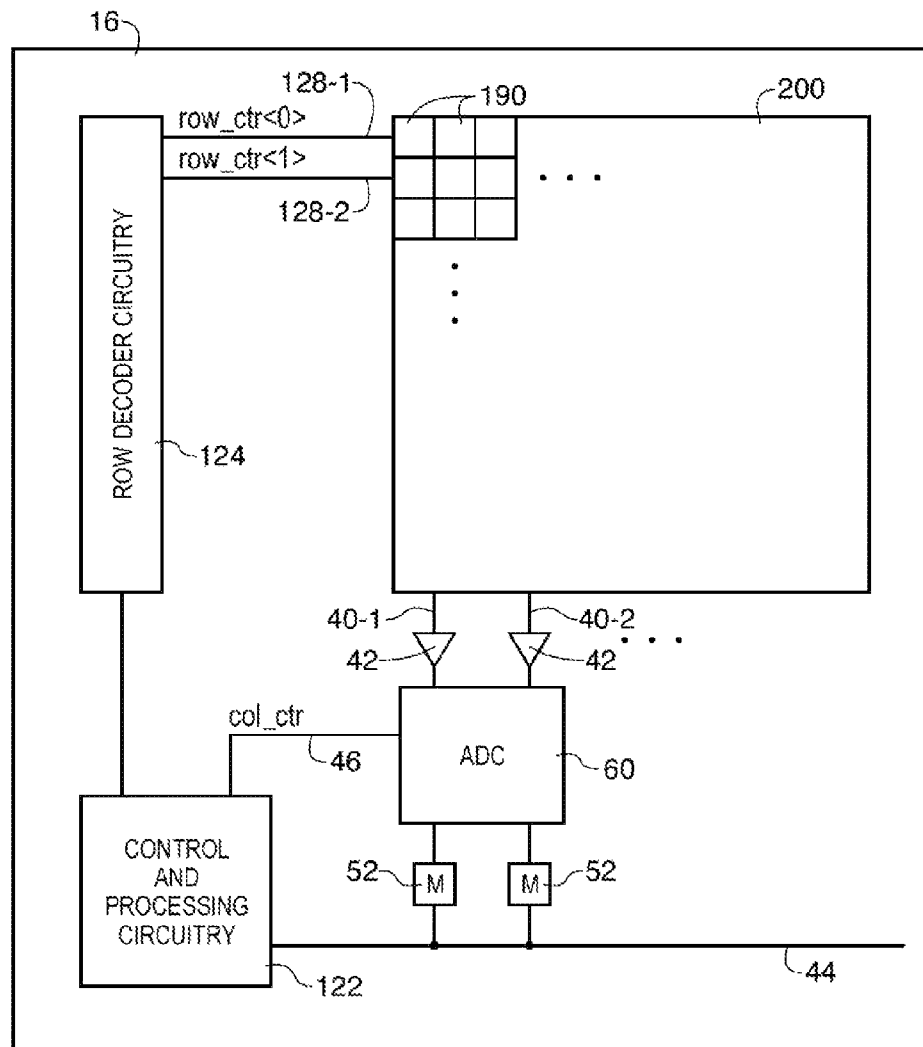 16
128-1
190
200
row_ctr<0>
row_ctr<1>
128-2
ROW DECODER CIRCUITRY
124
40-1
40-2
42
42
col_ctr
46
ADC
60
CONTROL
AND
PROCESSING
CIRCUITRY
52
M
M
52
122
44